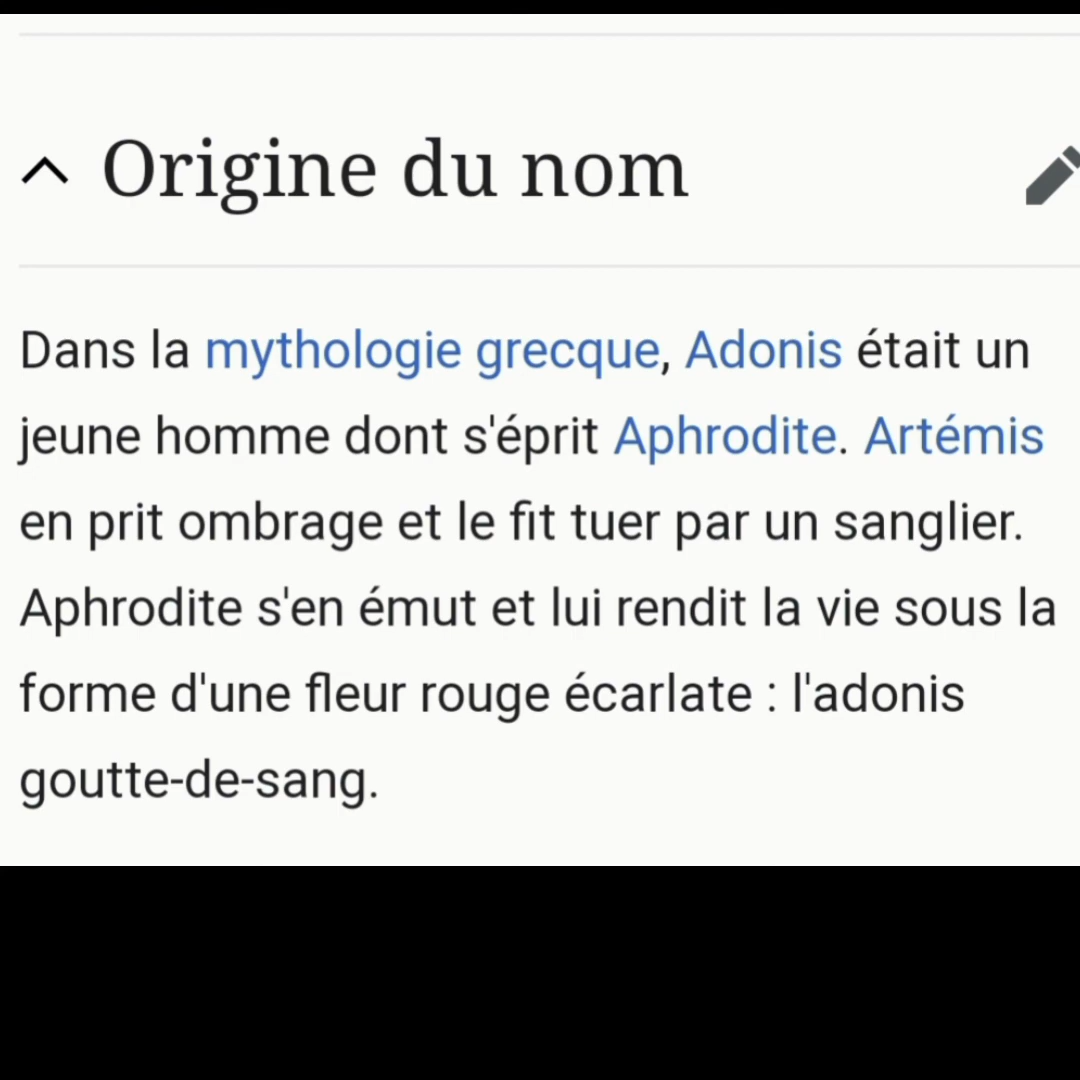 Origine du nom
Dans la mythologie grecque, Adonis était un
jeune homme dont s'éprit Aphrodite. Artémis
en prit ombrage et le fit tuer par un sanglier.
Aphrodite s'en émut et lui rendit la vie sous la
forme d'une fleur rouge écarlate : l'adonis
goutte-de-sang.